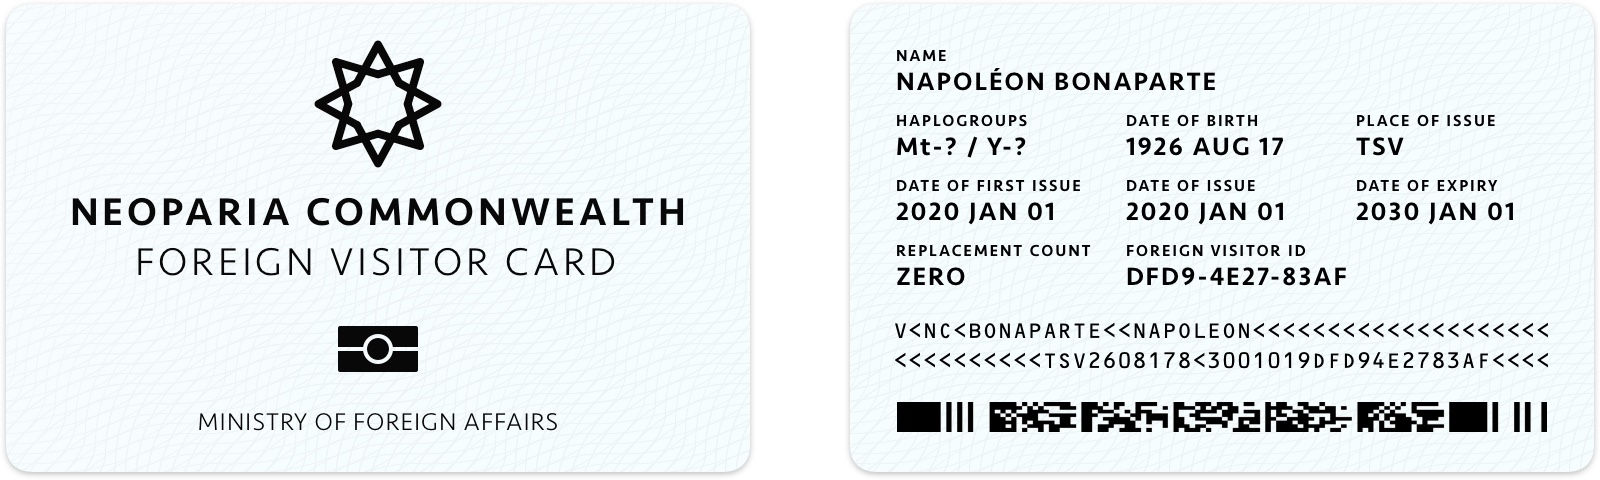 NEOPARIA COMMONWEALTH
FOREIGN VISITOR CARD
MINISTRY OF FOREIGN AFFAIRS
NAME
NAPOLÉON BONAPARTE
HAPLOGROUPS DATE OF BIRTH PLACE OF ISSUE
Mt-? / Y-? 1926 AUG 17 TSV
DATE OF FIRST ISSUE DATE OF ISSUE DATE OF EXPIRY
2020 JAN 01 2020 JAN 01 2030 JAN 01
REPLACEMENT COUNT FOREIGN VISITOR ID
ZERO DFD9-4E27-83AF
V<NC<BONAPARTE<<NAPOLEON<<<<<<<<<<<<<<<<<<<<
<<<<<<<<<<TSV2608178<3001019DFD94E2783AF<<<<